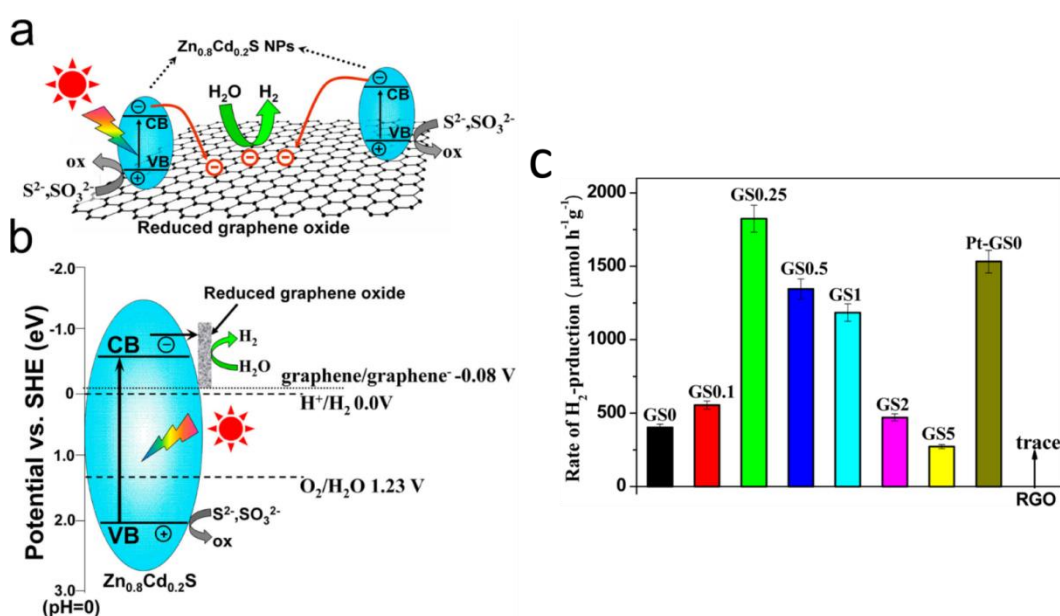 a
Zn0.8Cd0.2S NPs
H2O H2
CB
VB
ox
S2-,SO32-
CB
VB
S2-,SO32-
ox
Reduced graphene oxide
b
Potential vs. SHE (eV)
-2.0
-1.0
0
1.0
2.0
3.0
(pH=0)
Reduced graphene oxide
CB
H2
H2O
graphene/graphene- -0.08 V
H+/H2 0.0V
O2/H2O 1.23 V
S2-,SO32-
VB
ox
Zn0.8Cd0.2S
c
Rate of H2-prduction ( μmol h-1g-1)
2000
1500
1000
500
0
GS0
GS0.1
GS0.25
GS0.5
GS1
GS2
GS5
Pt-GS0
trace
RGO